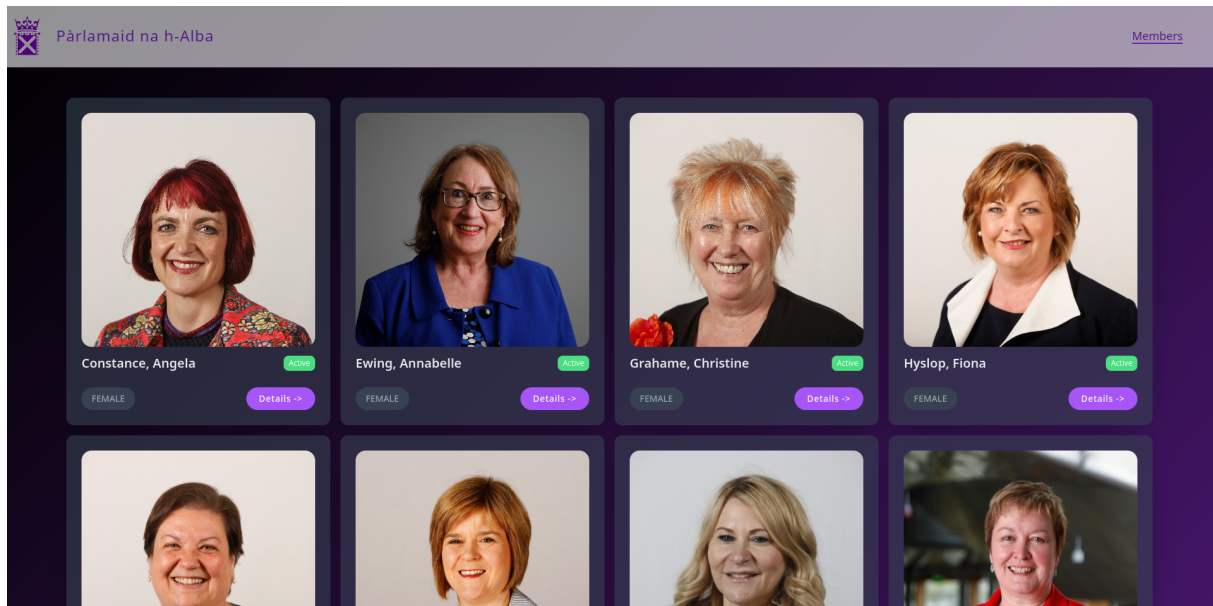 Pàrlamaid na h-Alba
Members
Constance, Angela
Active
FEMALE
Details ->
Ewing, Annabelle
Active
FEMALE
Details ->
Grahame, Christine
Active
FEMALE
Details ->
Hyslop, Fiona
Active
FEMALE
Details ->